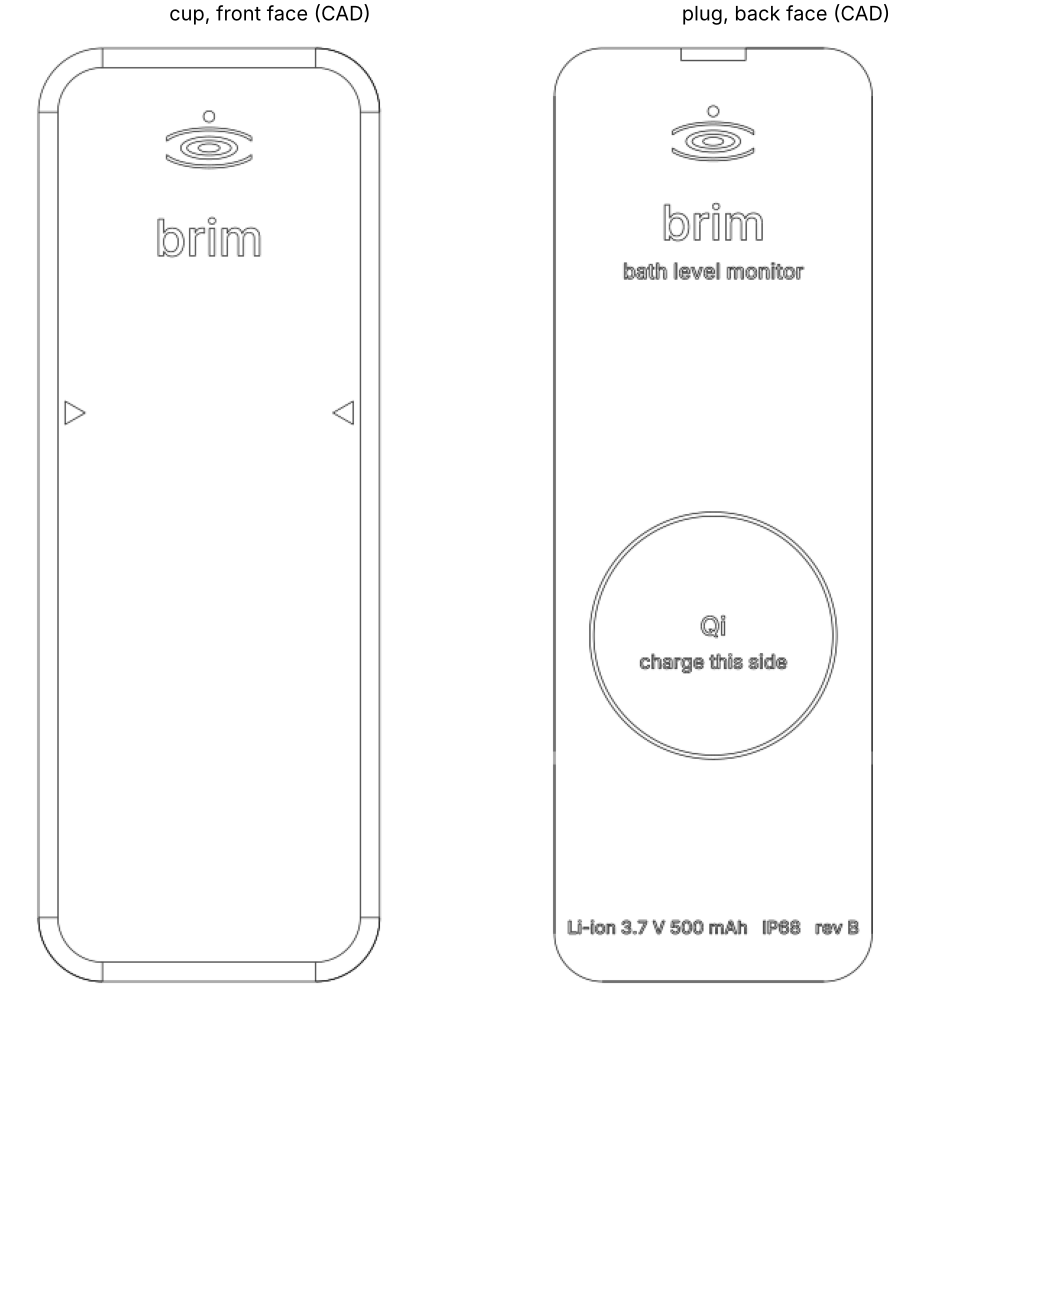 cup, front face (CAD)
plug, back face (CAD)
brim
brim
bath level monitor
Qi
charge this side
Li-ion 3.7 V 500 mAh IP68 rev B